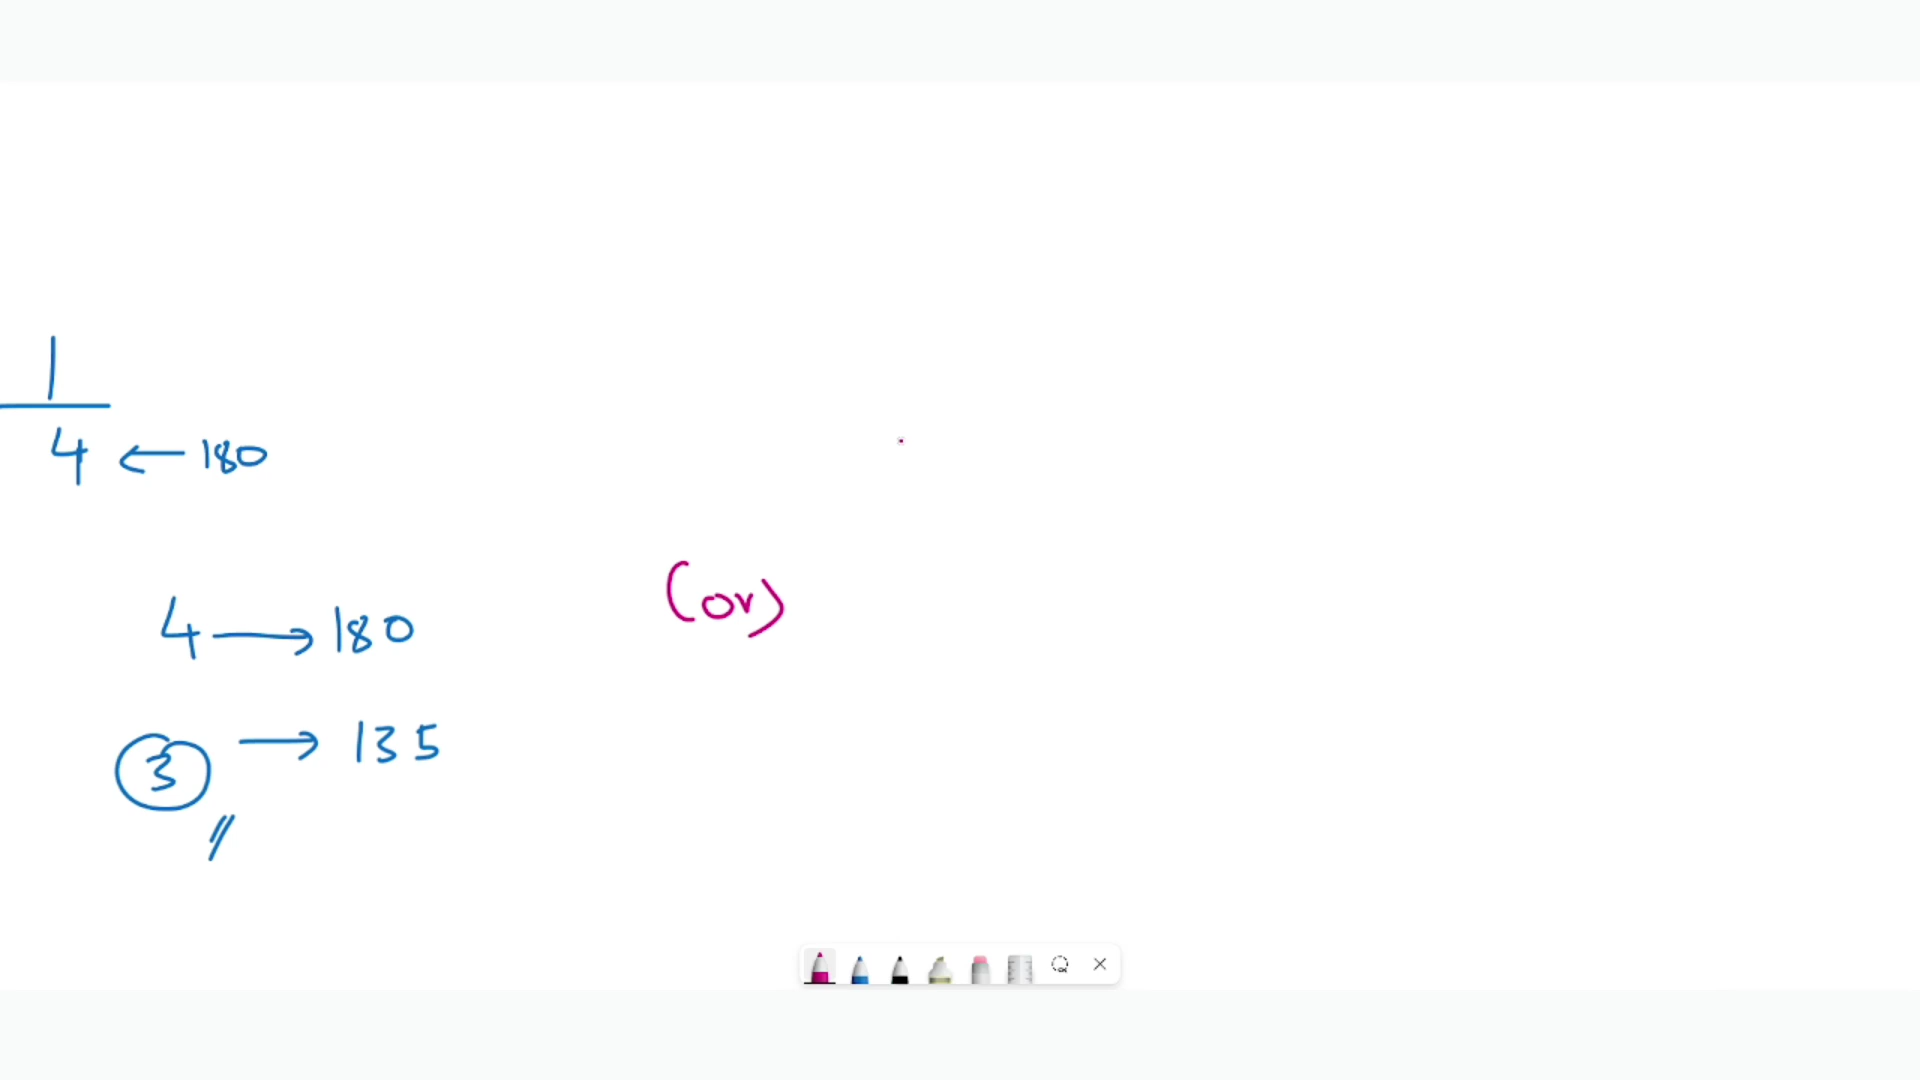 1
4 ← 180
4 → 180
(or)
3 → 135